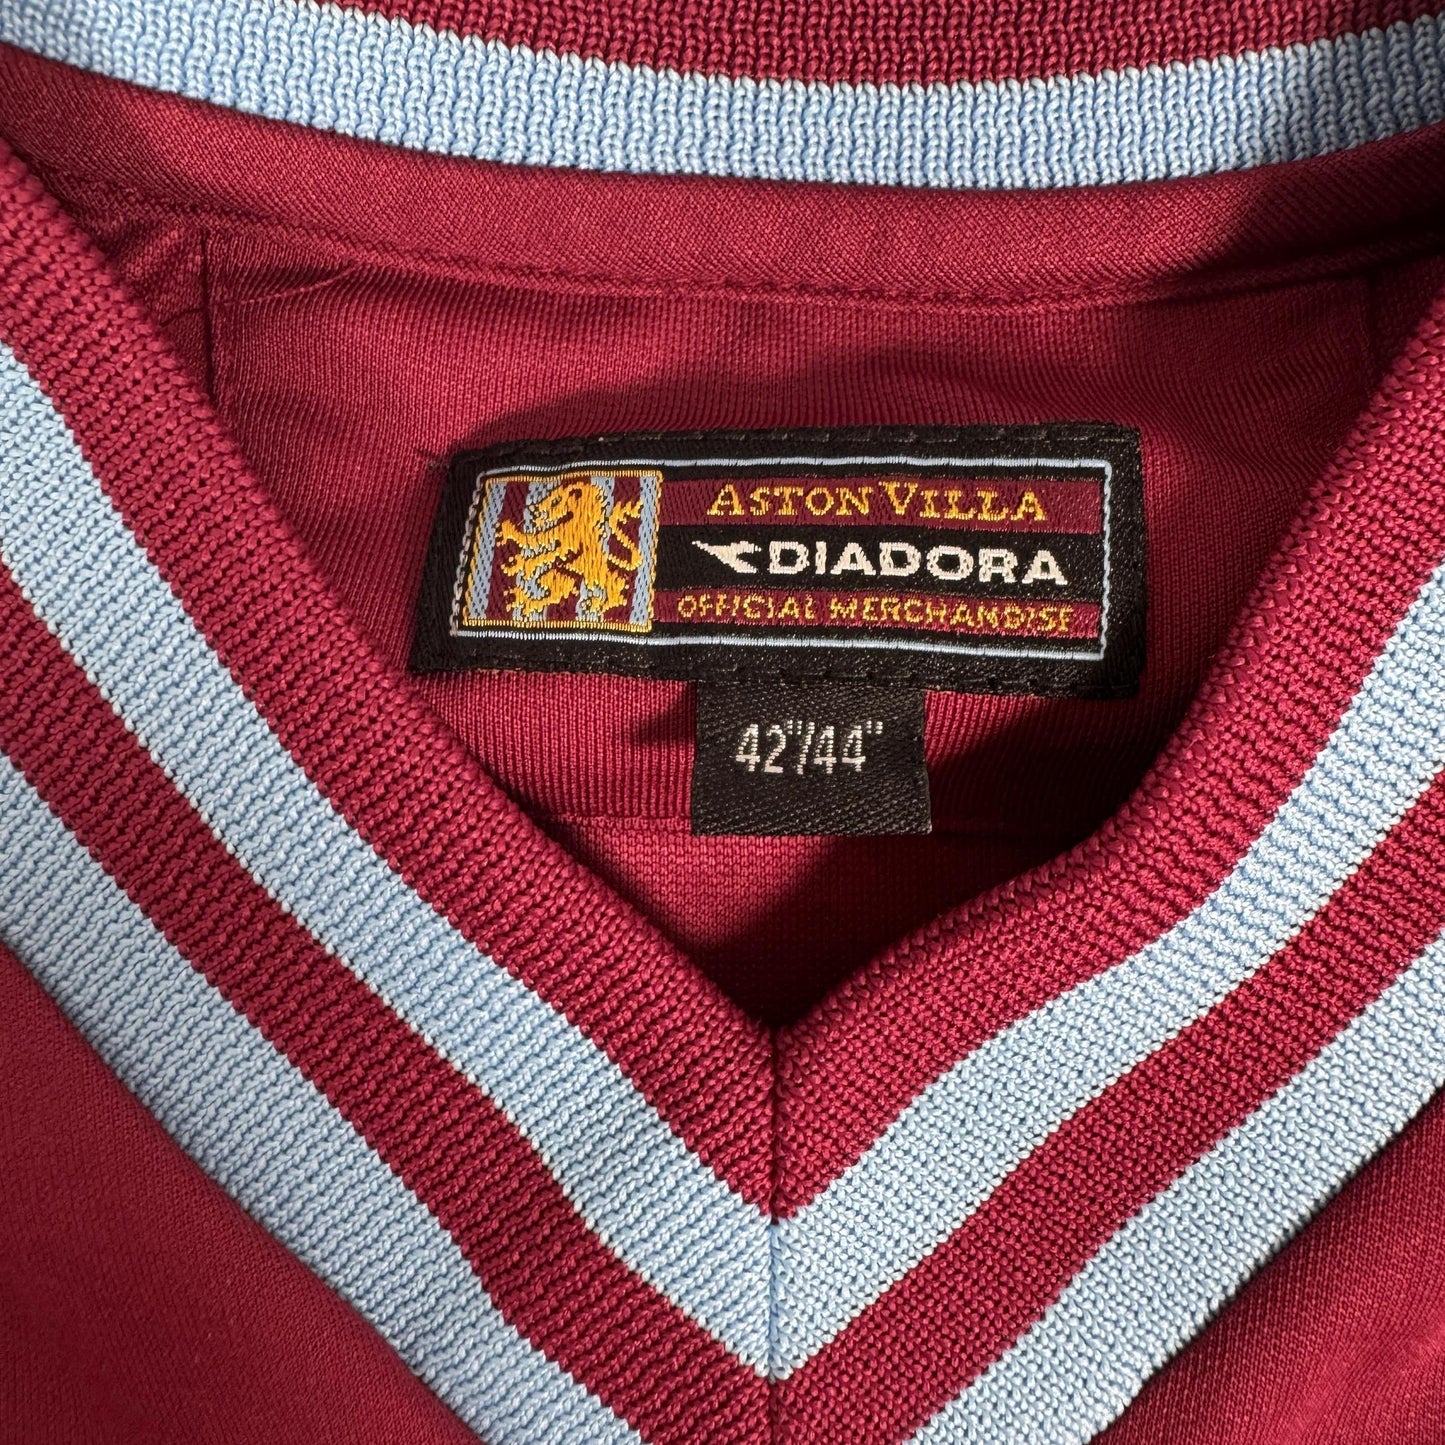 ASTON VILLA
DIADORA
OFFICIAL MERCHANDISE
42"/44"